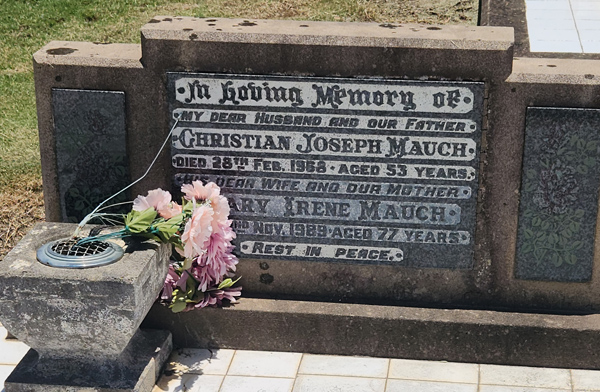 In Loving Memory of
My dear Husband and our Father
Christian Joseph Mauch
Died 28th Feb. 1968 - Aged 53 years.
His dear Wife and our Mother
Irene Mauch
Nov. 1989 - Aged 77 years
Rest in peace.